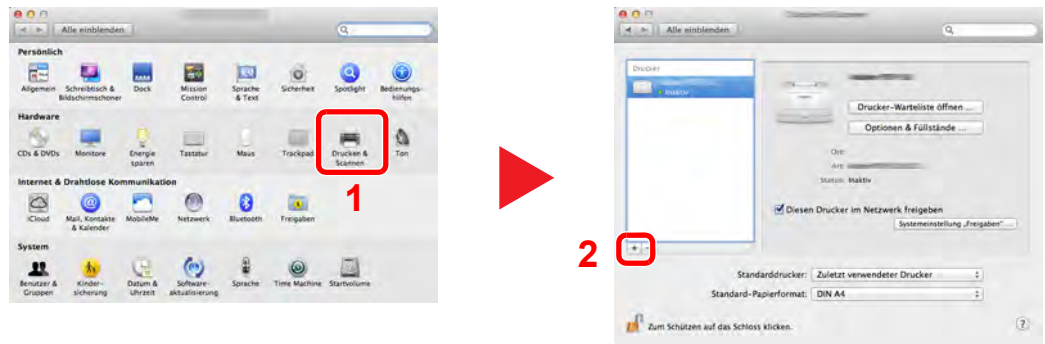 Alle einblenden
Persönlich
Allgemein
Schreibtisch &
Bildschirmschoner
Dock
Mission
Control
Sprache
& Text
Sicherheit
Spotlight
Bedienungs-
hilfen
Hardware
CDs & DVDs
Monitore
Energie
sparen
Tastatur
Maus
Trackpad
Drucken &
Scannen
Ton
1
Internet & Drahtlose Kommunikation
iCloud
Mail, Kontakte
& Kalender
MobileMe
Netzwerk
Bluetooth
Freigaben
System
Benutzer &
Gruppen
Kinder-
sicherung
Datum &
Uhrzeit
Software-
aktualisierung
Sprache
Time Machine
Startvolume
Alle einblenden
Drucker
Inaktiv
Drucker-Warteliste öffnen ...
Optionen & Füllstände ...
Ort:
Art:
Status: Inaktiv
Diesen Drucker im Netzwerk freigeben
Systemeinstellung „Freigaben“ ...
2
+ -
Standarddrucker: Zuletzt verwendeter Drucker
Standard-Papierformat: DIN A4
Zum Schützen auf das Schloss klicken.
?